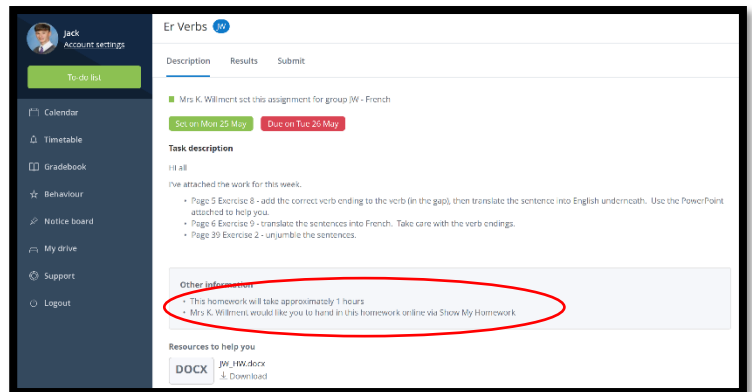 Jack
Account settings
To-do list
Calendar
Timetable
Gradebook
Behaviour
Notice board
My drive
Support
Logout
Er Verbs JW
Description Results Submit
Mrs K. Willment set this assignment for group JW - French
Set on Mon 25 May Due on Tue 26 May
Task description
Hi all
I've attached the work for this week.
• Page 5 Exercise 8 - add the correct verb ending to the verb (in the gap), then translate the sentence into English underneath. Use the PowerPoint
attached to help you.
• Page 6 Exercise 9 - translate the sentences into French. Take care with the verb endings.
• Page 39 Exercise 2 - unjumble the sentences.
Other information
• This homework will take approximately 1 hours
• Mrs K. Willment would like you to hand in this homework online via Show My Homework
Resources to help you
DOCX
JW_HW.docx
Download